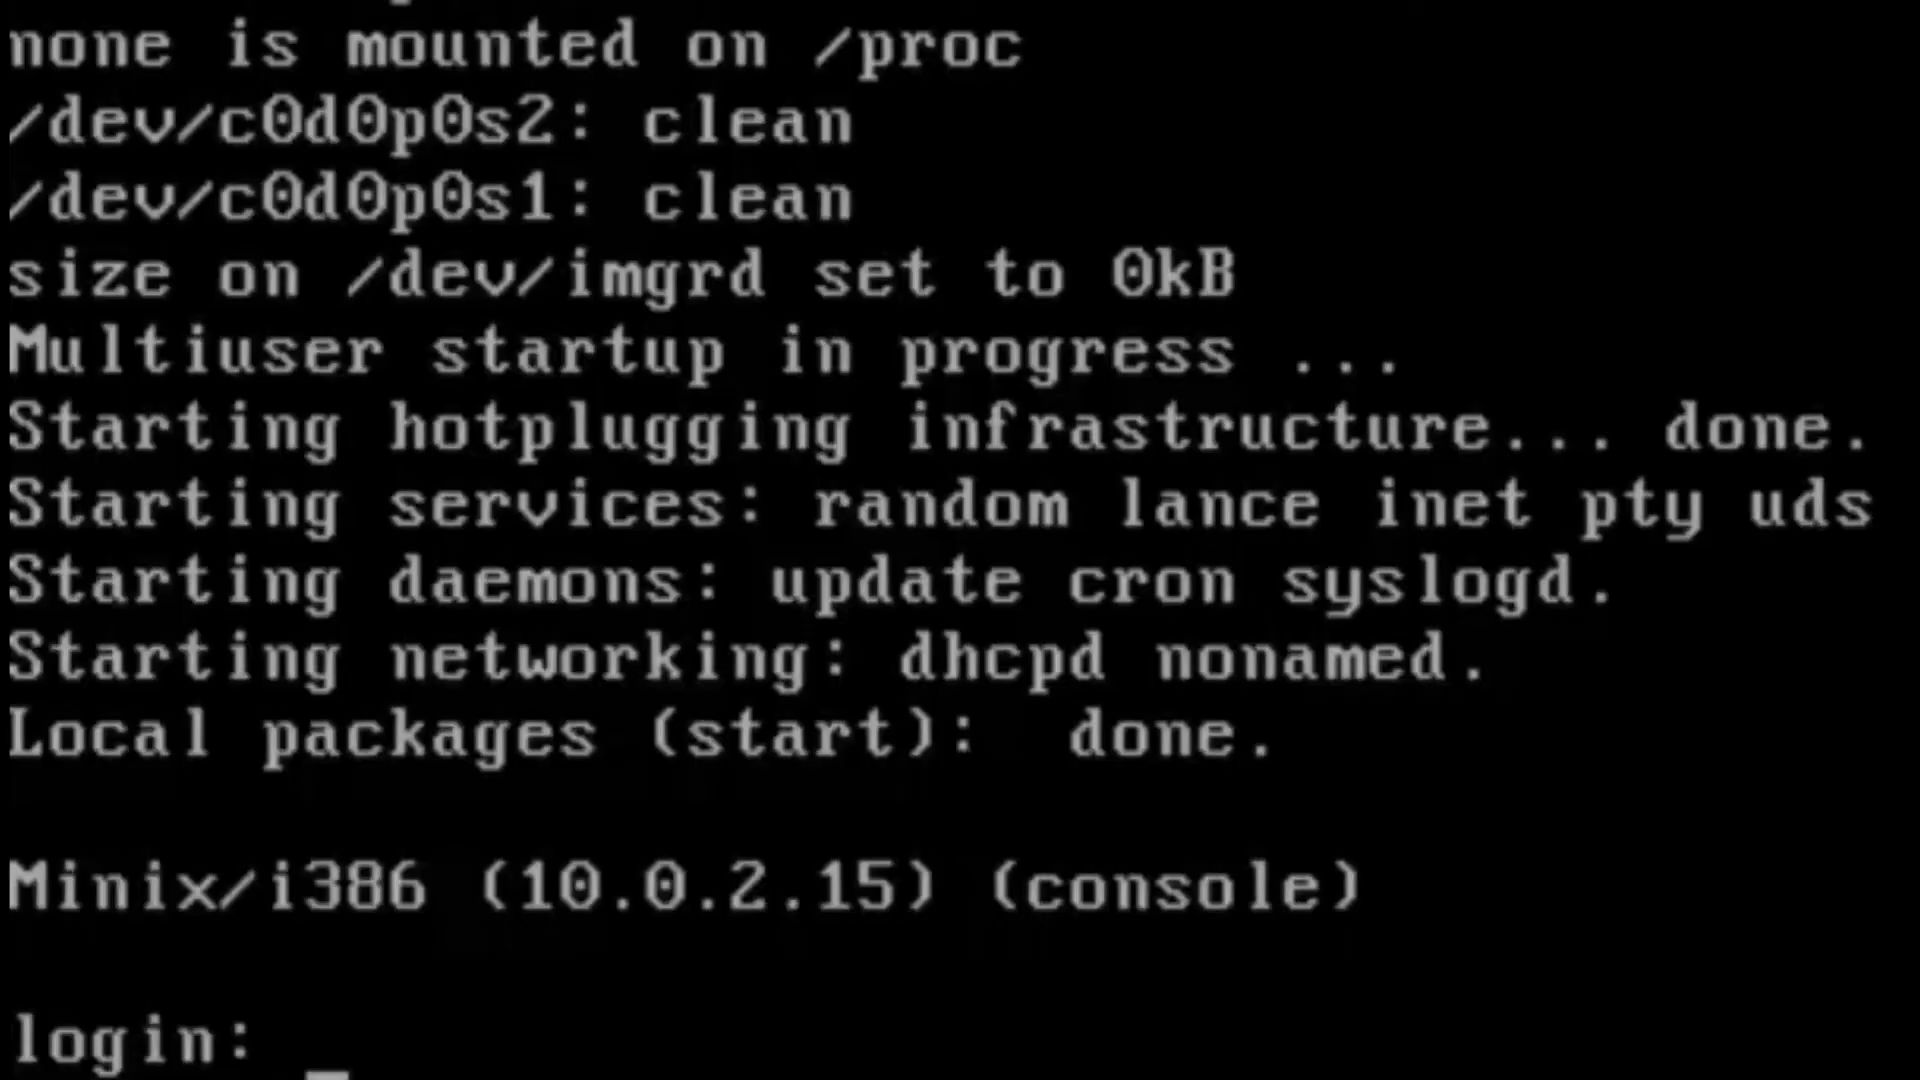 none is mounted on /proc
/dev/c0d0p0s2: clean
/dev/c0d0p0s1: clean
size on /dev/imgrd set to 0kB
Multiuser startup in progress ...
Starting hotplugging infrastructure... done.
Starting services: random lance inet pty uds
Starting daemons: update cron syslogd.
Starting networking: dhcpd nonamed.
Local packages (start):  done.
Minix/i386 (10.0.2.15) (console)
login: _